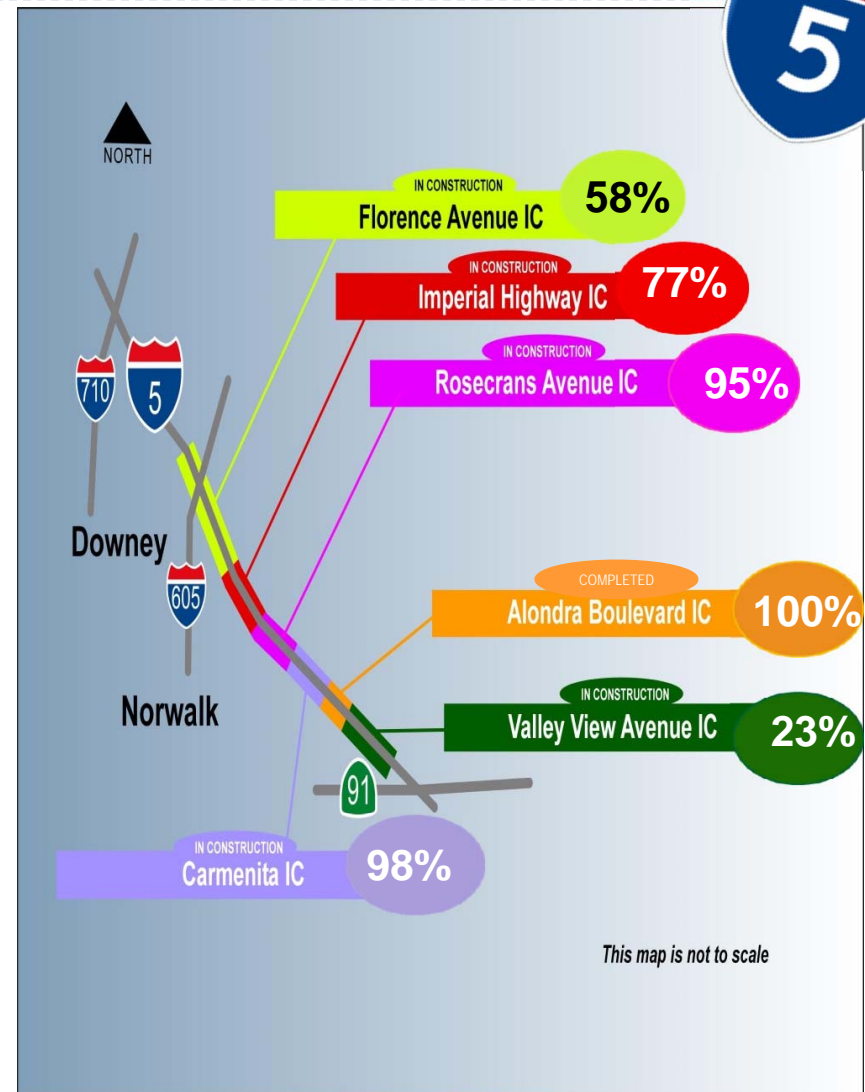 5
NORTH
IN CONSTRUCTION
Florence Avenue IC
58%
IN CONSTRUCTION
Imperial Highway IC
77%
IN CONSTRUCTION
Rosecrans Avenue IC
95%
710
5
Downey
605
COMPLETED
Alondra Boulevard IC
100%
Norwalk
IN CONSTRUCTION
Valley View Avenue IC
23%
91
IN CONSTRUCTION
Carmenita IC
98%
This map is not to scale